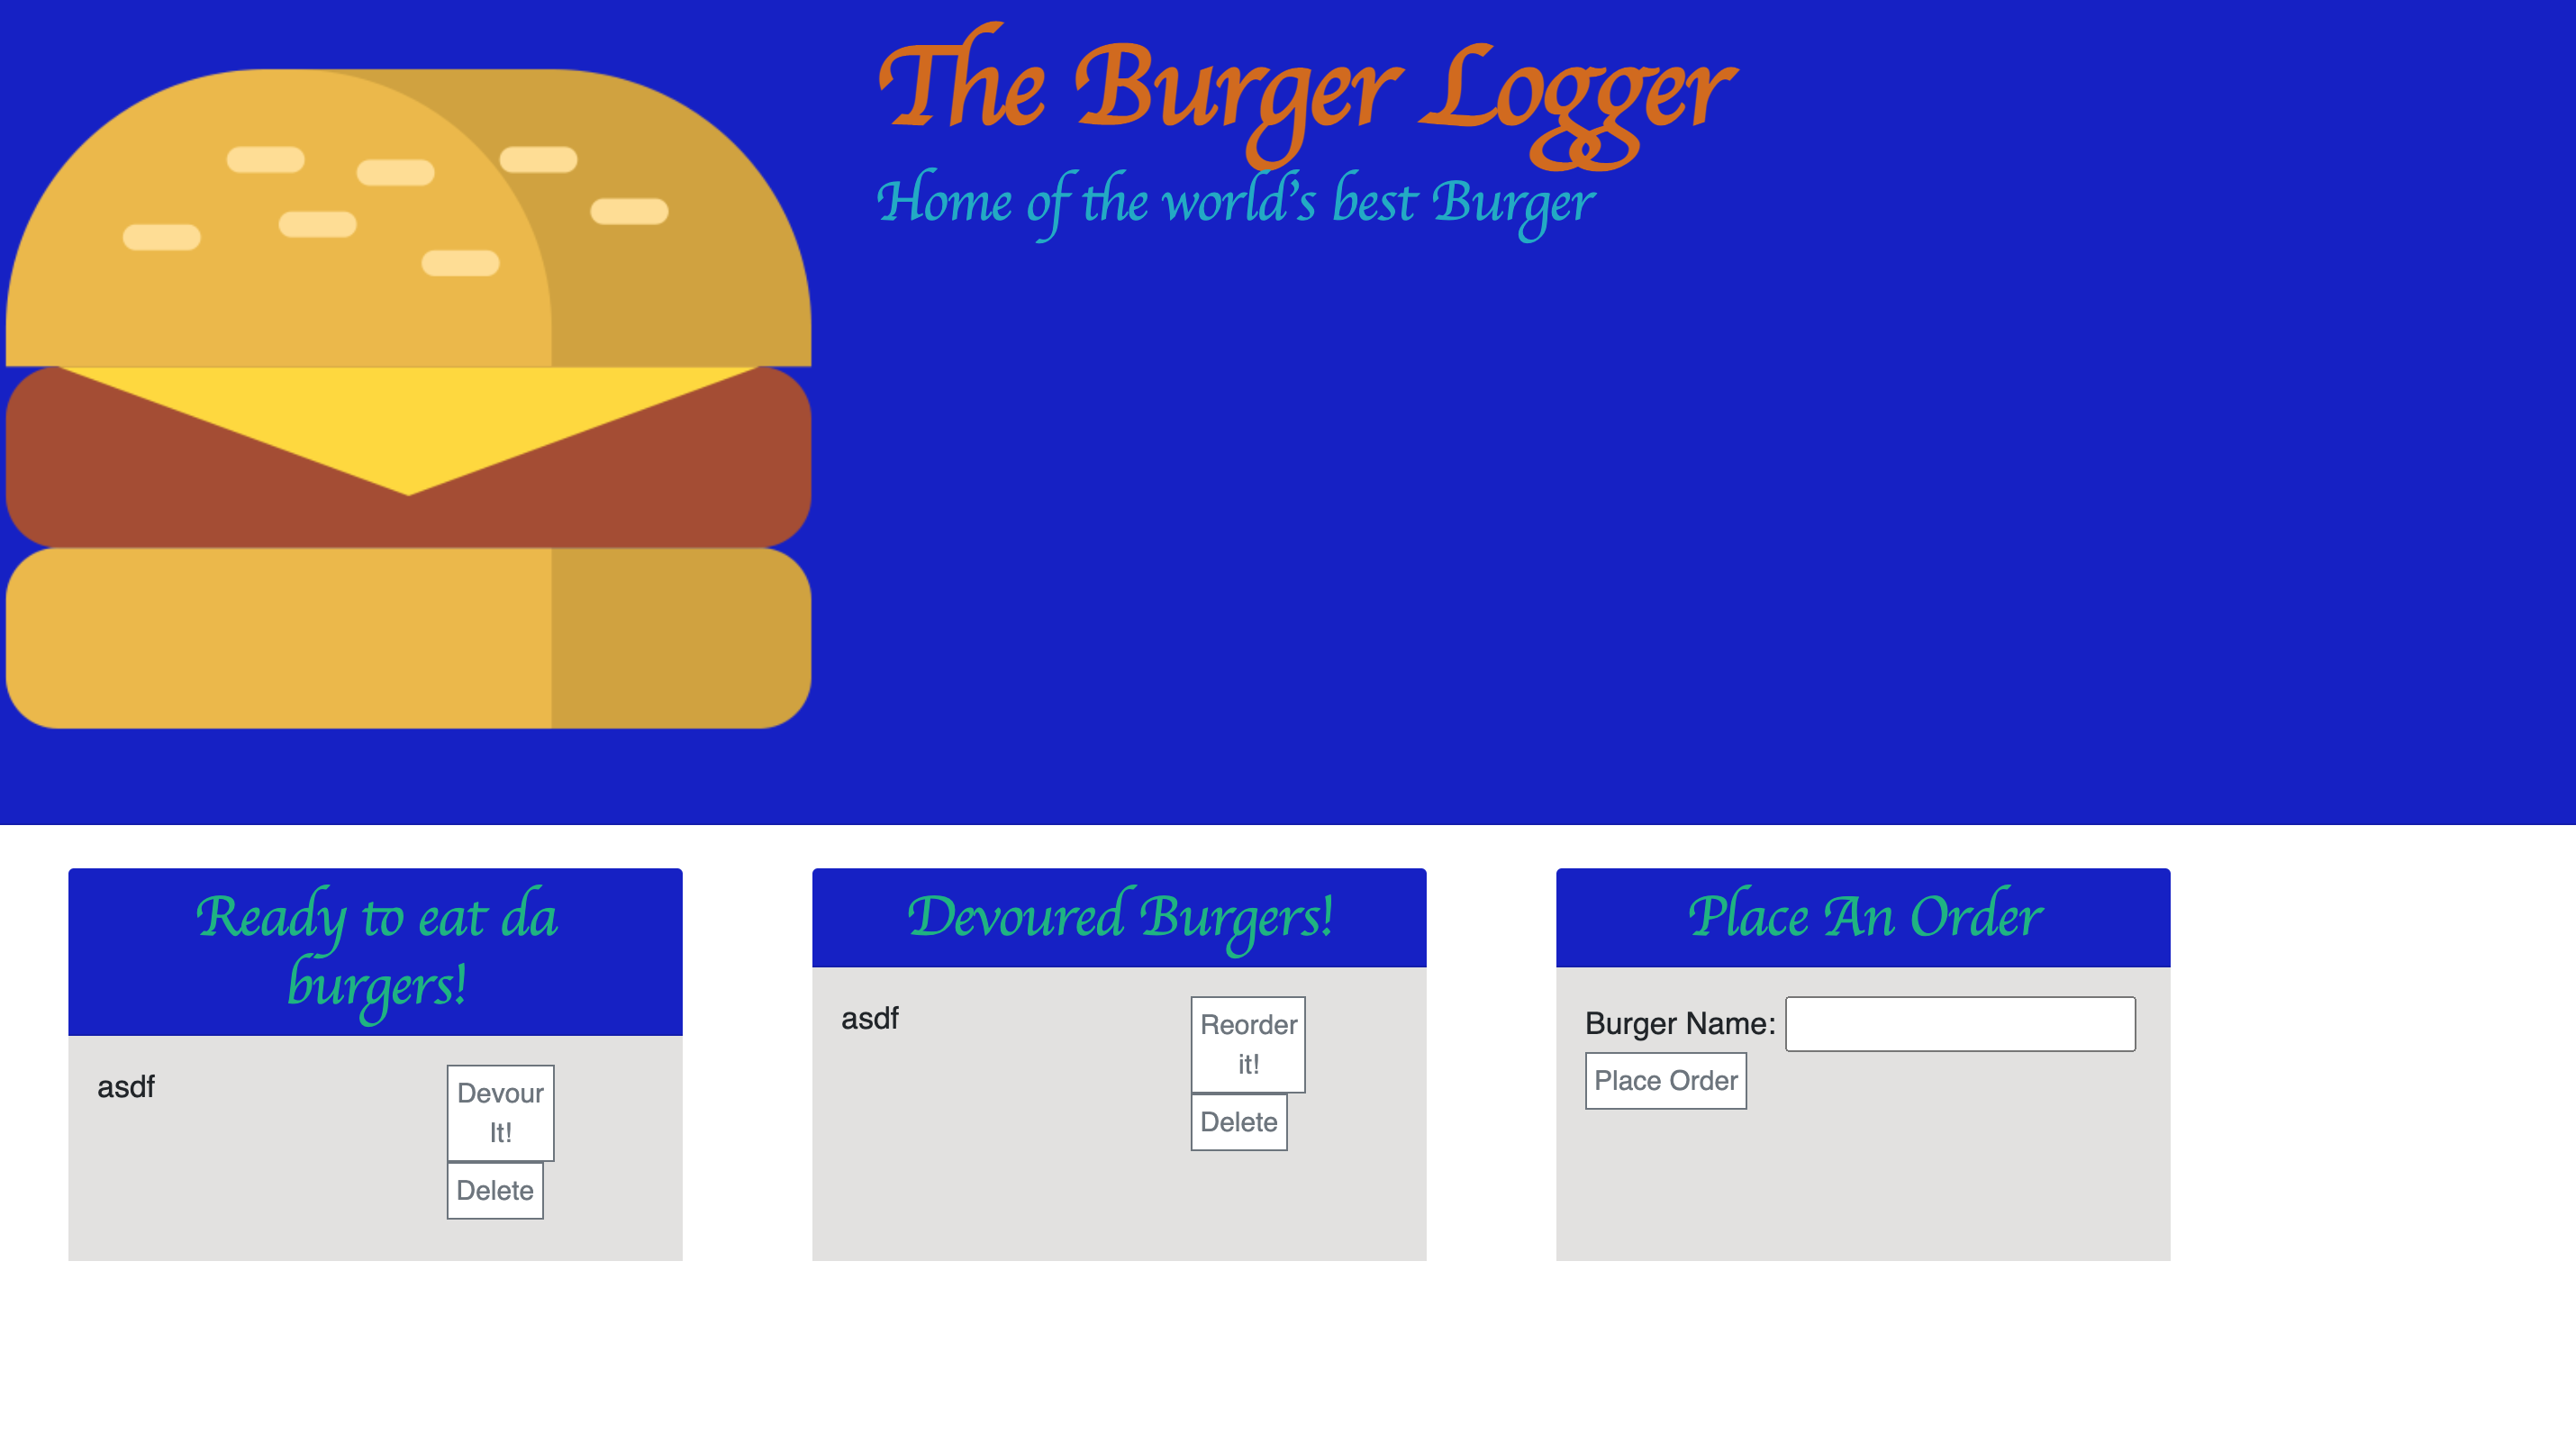 The Burger Logger
Home of the world's best Burger
Ready to eat da
burgers!
asdf
Devour
It!
Delete
Devoured Burgers!
asdf
Reorder
it!
Delete
Place An Order
Burger Name:
Place Order